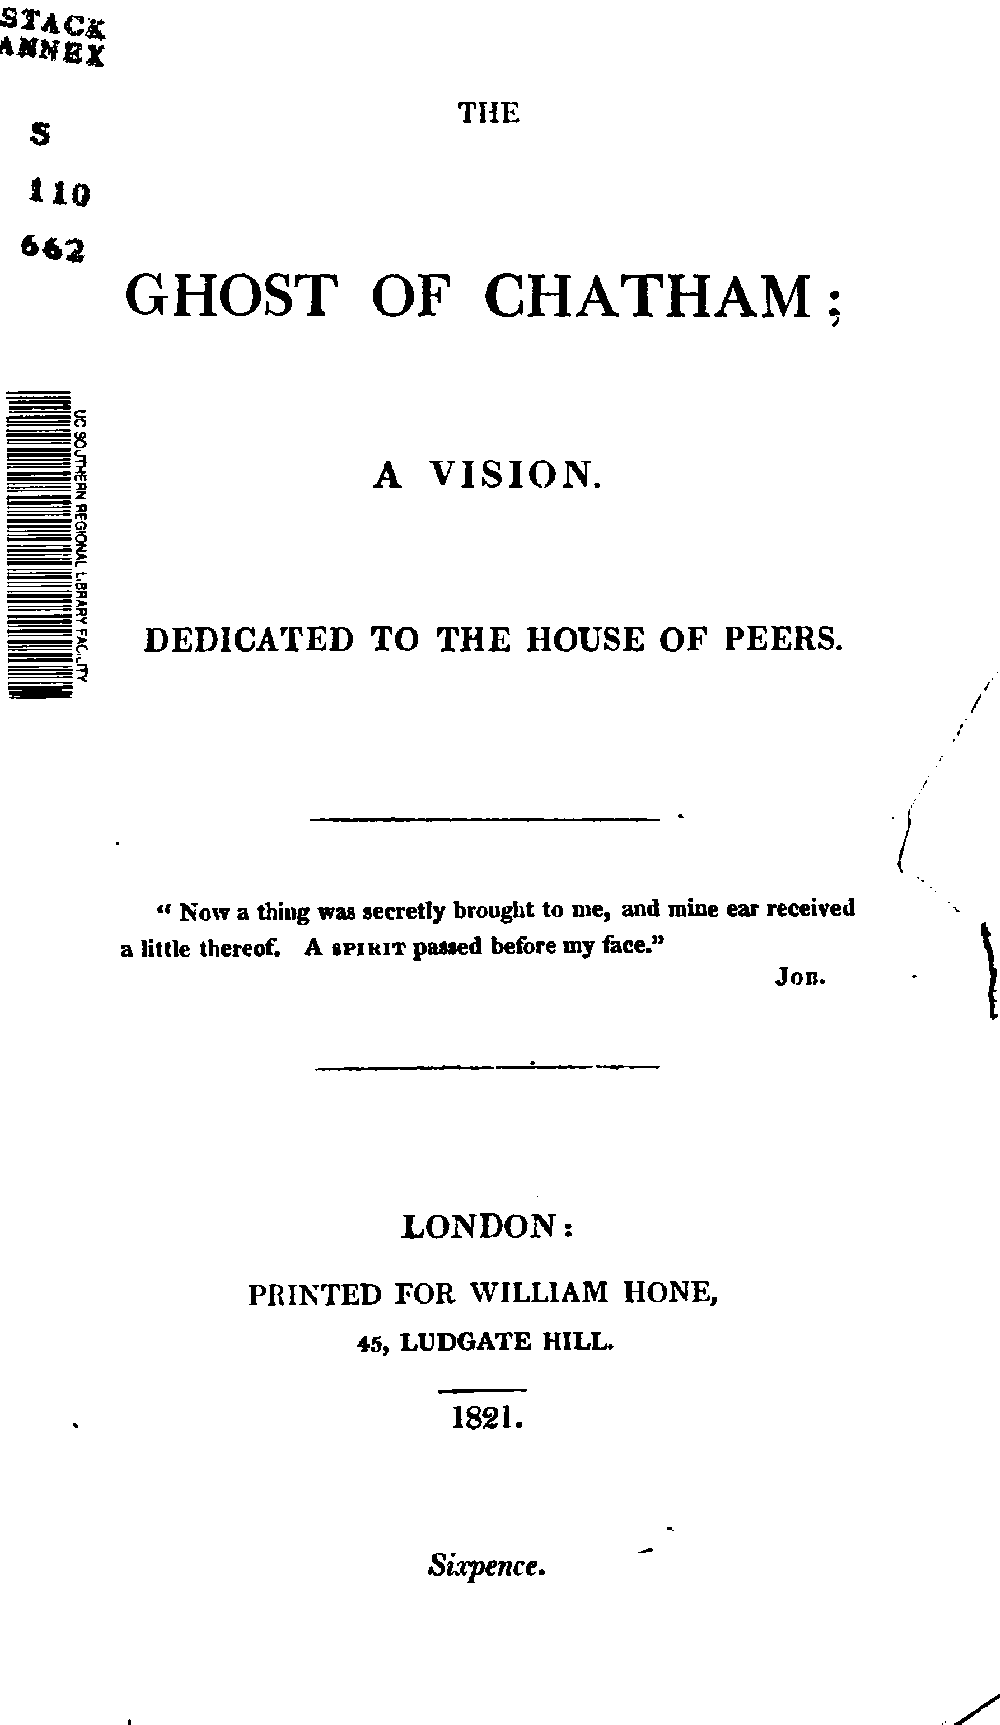 STACK
ANNEX
S
110
662
THE
GHOST OF CHATHAM;
A VISION.
DEDICATED TO THE HOUSE OF PEERS.
“ Now a thing was secretly brought to me, and mine ear received
a little thereof. A SPIRIT passed before my face.”
JOB.
LONDON:
PRINTED FOR WILLIAM HONE,
45, LUDGATE HILL.
1821.
Sixpence.
UC SOUTHERN REGIONAL LIBRARY FACILITY